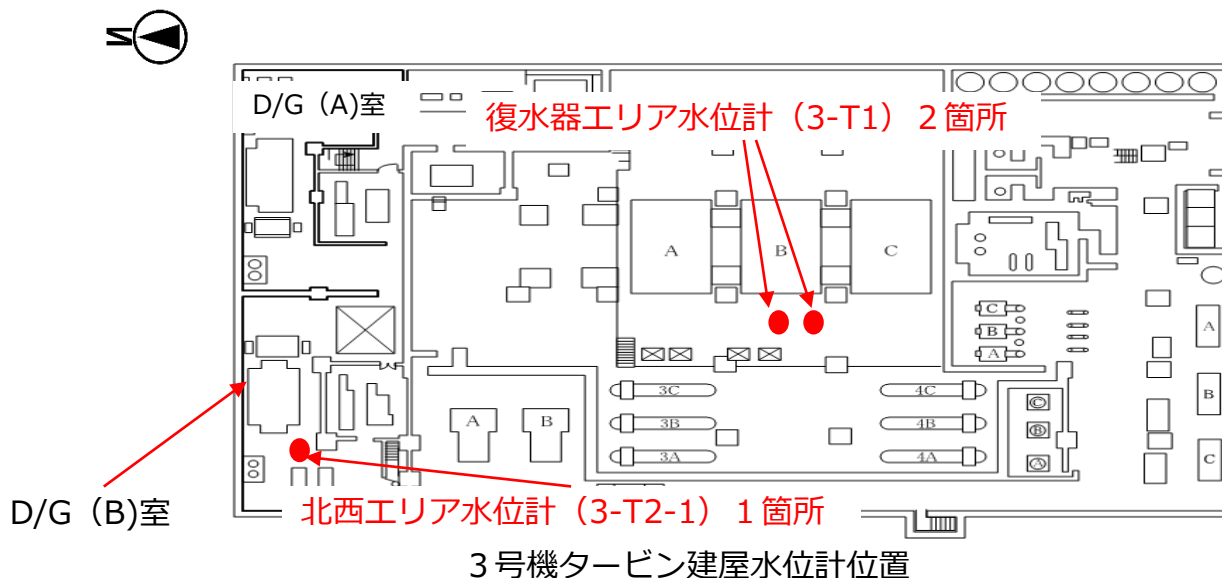 N
D/G（A)室
復水器エリア水位計（3-T1）２箇所
A
B
C
C
B
A
A
B
C
3C
3B
3A
4C
4B
4A
C
B
A
A
B
D/G（B)室
北西エリア水位計（3-T2-1）１箇所
３号機タービン建屋水位計位置